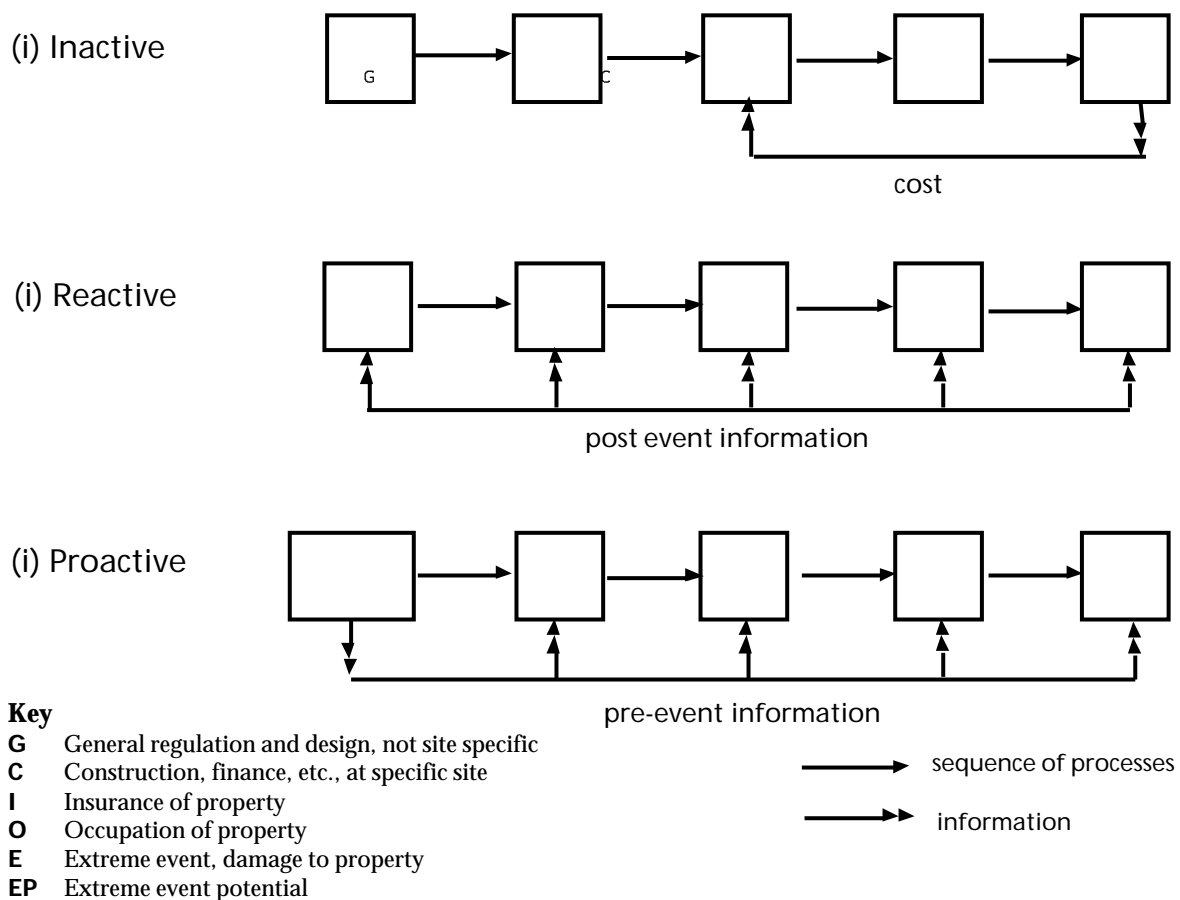 (i) Inactive
G
C
cost
(i) Reactive
post event information
(i) Proactive
pre-event information
Key
G General regulation and design, not site specific
C Construction, finance, etc., at specific site
I Insurance of property
O Occupation of property
E Extreme event, damage to property
EP Extreme event potential
sequence of processes
information